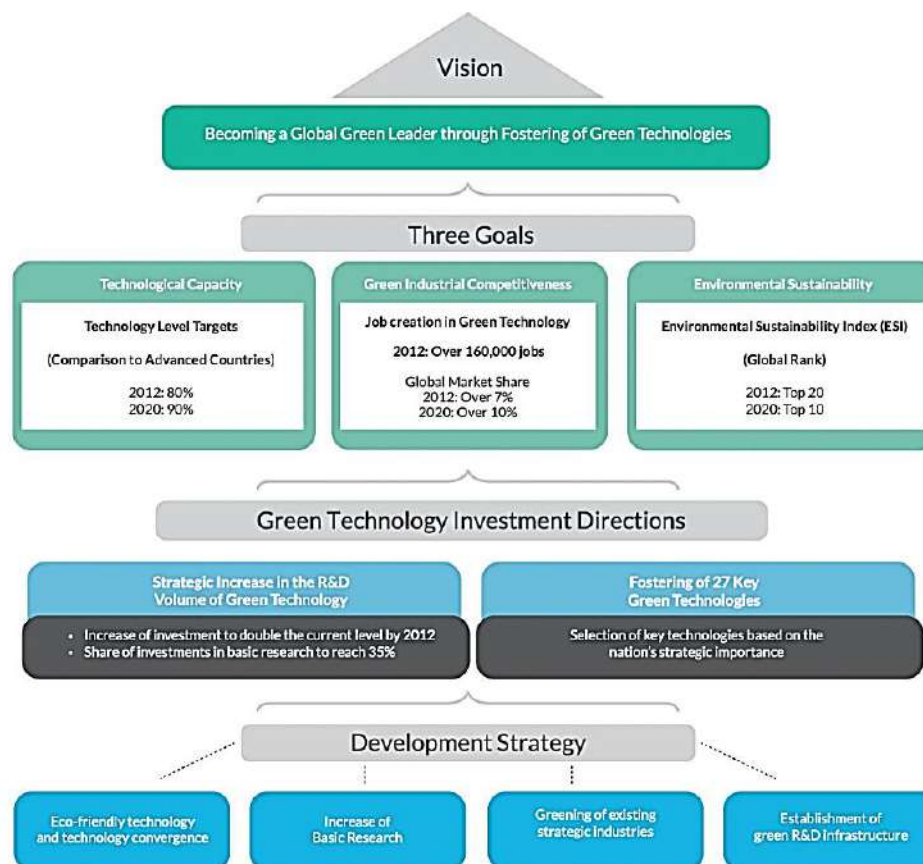 Vision
Becoming a Global Green Leader through Fostering of Green Technologies
Three Goals
Technological Capacity
Technology Level Targets
(Comparison to Advanced Countries)
2012: 80%
2020: 90%
Green Industrial Competitiveness
Job creation in Green Technology
2012: Over 160,000 jobs
Global Market Share
2012: Over 7%
2020: Over 10%
Environmental Sustainability
Environmental Sustainability Index (ESI)
(Global Rank)
2012: Top 20
2020: Top 10
Green Technology Investment Directions
Strategic Increase in the R&D
Volume of Green Technology
• Increase of investment to double the current level by 2012
• Share of investments in basic research to reach 35%
Fostering of 27 Key
Green Technologies
Selection of key technologies based on the
nation's strategic importance
Development Strategy
Eco-friendly technology
and technology convergence
Increase of
Basic Research
Greening of existing
strategic industries
Establishment of
green R&D infrastructure